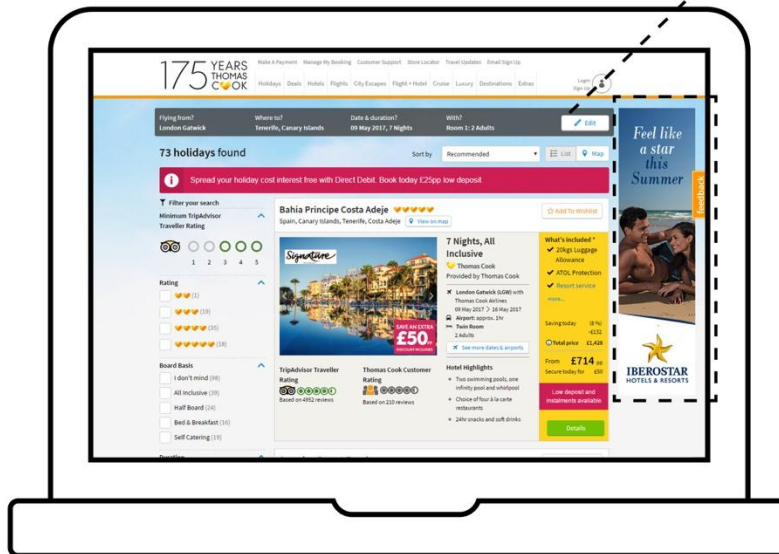 175 YEARS
THOMAS
COOK
Make A Payment Manage My Booking Customer Support Store Locator Travel Updates Email Sign Up
Holidays Deals Hotels Flights City Escapes Flight + Hotel Cruise Luxury Destinations Extras
Login
Sign Up
Flying from? Where to? Date & duration? With?
London Gatwick Tenerife, Canary Islands 09 May 2017, 7 Nights Room 1: 2 Adults
Edit
73 holidays found
Sort by Recommended List Map
Spread your holiday cost interest free with Direct Debit. Book today £25pp low deposit
Filter your search
Minimum TripAdvisor
Traveller Rating
1 2 3 4 5
Rating
(1)
(19)
(35)
(18)
Board Basis
I don't mind (98)
All Inclusive (39)
Half Board (24)
Bed & Breakfast (16)
Self Catering (19)
Duration
Bahia Principe Costa Adeje
Spain, Canary Islands, Tenerife, Costa Adeje View on map
Add To Wishlist
Signature
SAVE AN EXTRA
£50
DISCOUNT INCLUDED
TripAdvisor Traveller
Rating
Based on 4952 reviews
Thomas Cook Customer
Rating
Based on 210 reviews
7 Nights, All
Inclusive
Thomas Cook
Provided by Thomas Cook
London Gatwick (LGW) with
Thomas Cook Airlines
09 May 2017 > 16 May 2017
Airport: approx. 1hr
Twin Room
2 Adults
See more dates & airports
Hotel Highlights
Two swimming pools, one
infinity pool and whirlpool
Choice of four à la carte
restaurants
24hr snacks and soft drinks
What's included *
20kgs Luggage
Allowance
ATOL Protection
Resort service
more...
Saving today (8%)
-£132
Total price £1,428
From £714 pp
Secure today for £50
Low deposit and
instalments available
Details
Feel like
a star
this
Summer
feedback
IBEROSTAR
HOTELS & RESORTS